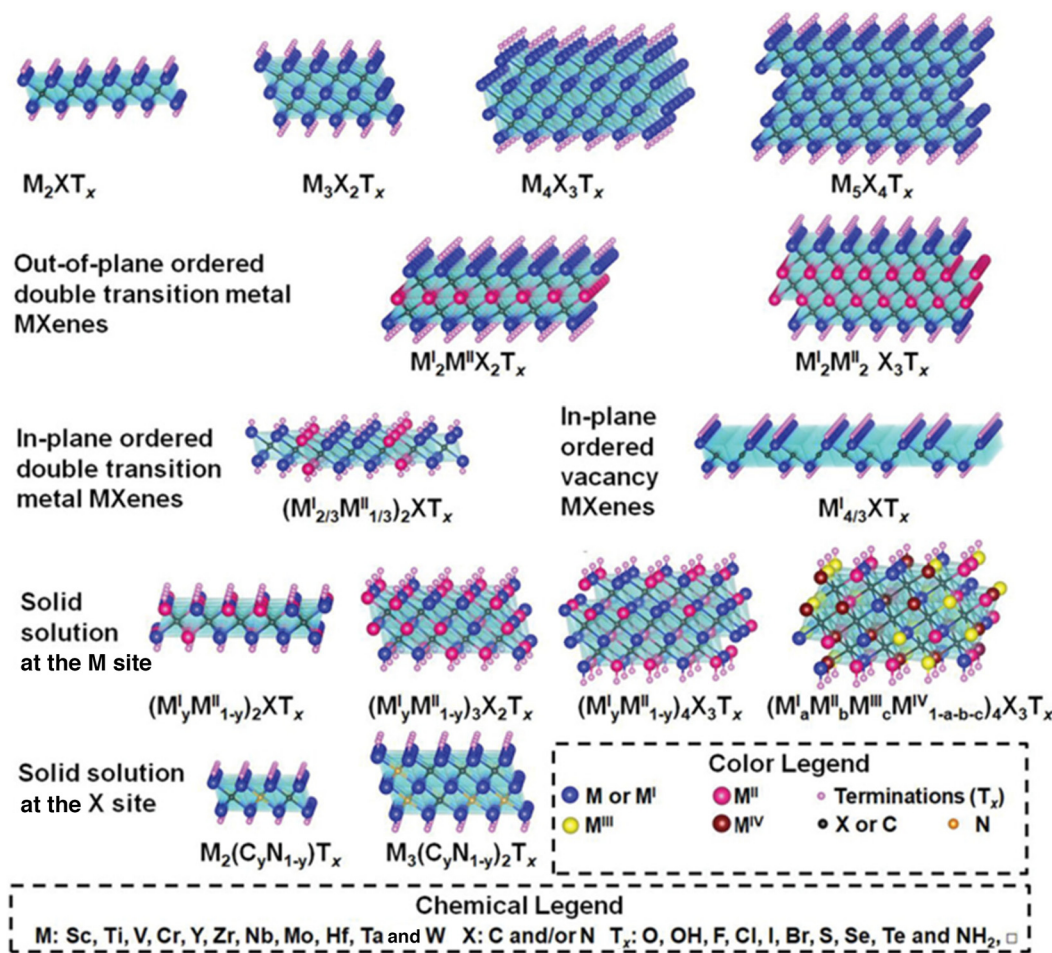 M₂XTₓ M₃X₂Tₓ M₄X₃Tₓ M₅X₄Tₓ
Out-of-plane ordered
double transition metal
MXenes
Mᴵ₂MᴵᴵX₂Tₓ Mᴵ₂Mᴵᴵ₂ X₃Tₓ
In-plane ordered
double transition
metal MXenes
(Mᴵ₂/₃Mᴵᴵ₁/₃)₂XTₓ
In-plane
ordered
vacancy
MXenes
Mᴵ₄/₃XTₓ
Solid
solution
at the M site
(MᴵyMᴵᴵ₁₋y)₂XTₓ (MᴵyMᴵᴵ₁₋y)₃X₂Tₓ (MᴵyMᴵᴵ₁₋y)₄X₃Tₓ (MᴵₐMᴵᴵbMᴵᴵᴵcMᴵⱽ₁₋ₐ₋b₋c)₄X₃Tₓ
Solid solution
at the X site
M₂(CyN₁₋y)Tₓ M₃(CyN₁₋y)₂Tₓ
Color Legend
M or Mᴵ Mᴵᴵ Terminations (Tₓ)
Mᴵᴵᴵ Mᴵⱽ X or C N
Chemical Legend
M: Sc, Ti, V, Cr, Y, Zr, Nb, Mo, Hf, Ta and W X: C and/or N Tₓ: O, OH, F, Cl, I, Br, S, Se, Te and NH₂, □